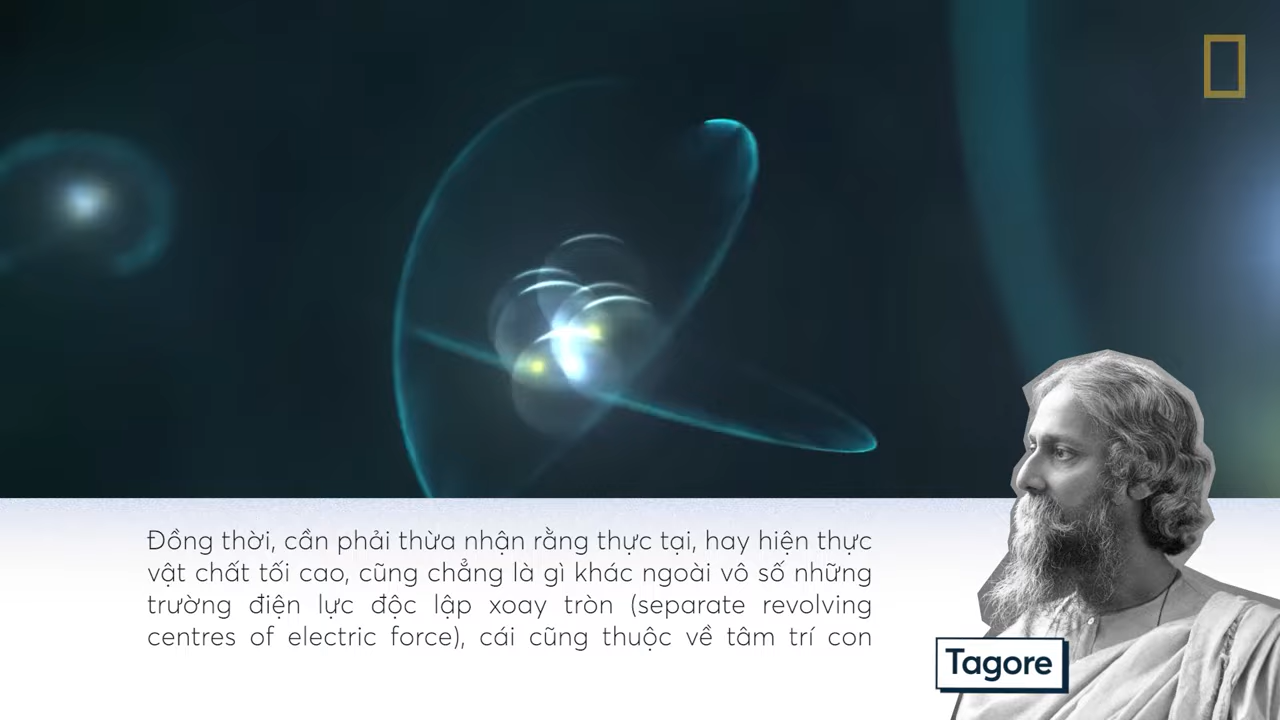 Đồng thời, cần phải thừa nhận rằng thực tại, hay hiện thực
vật chất tối cao, cũng chẳng là gì khác ngoài vô số những
trường điện lực độc lập xoay tròn (separate revolving
centres of electric force), cái cũng thuộc về tâm trí con
Tagore